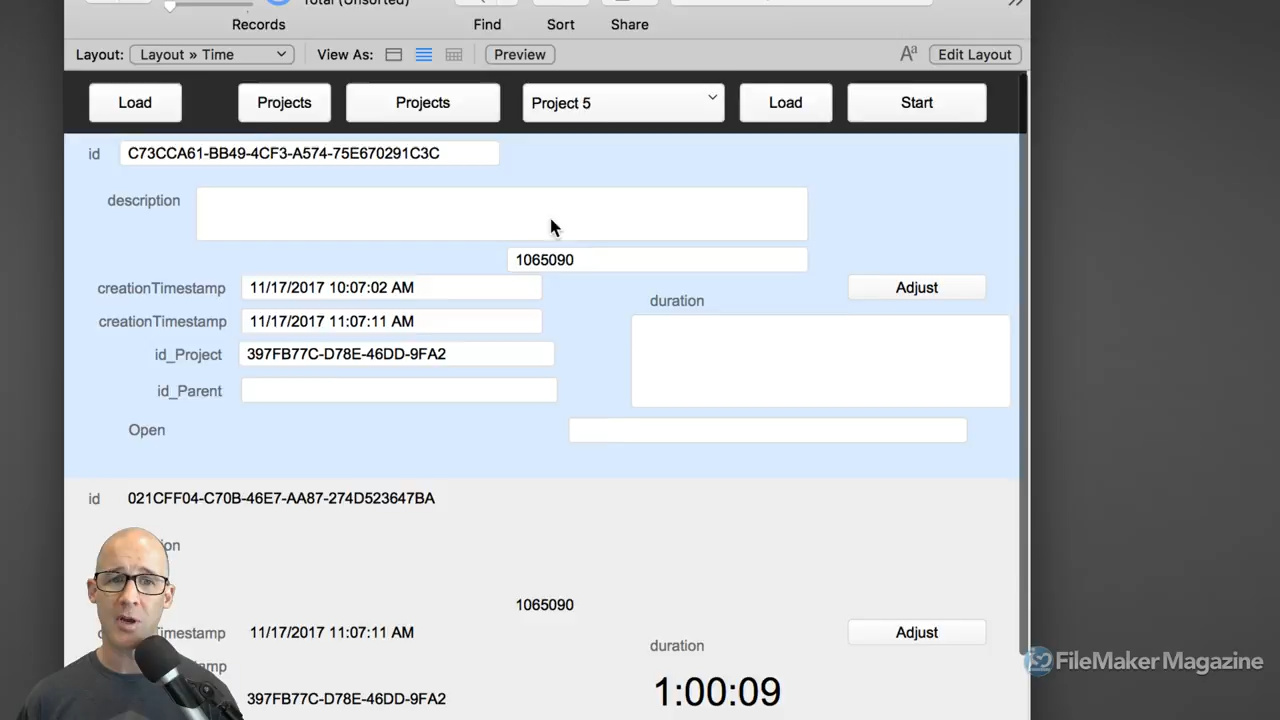 Total (Unsorted)
Records Find Sort Share
Layout: Layout » Time View As: Preview Aª Edit Layout
Load Projects Projects Project 5 Load Start
id C73CCA61-BB49-4CF3-A574-75E670291C3C
description
1065090
creationTimestamp 11/17/2017 10:07:02 AM Adjust
duration
creationTimestamp 11/17/2017 11:07:11 AM
id_Project 397FB77C-D78E-46DD-9FA2
id_Parent
Open
id 021CFF04-C70B-46E7-AA87-274D523647BA
1065090
11/17/2017 11:07:11 AM Adjust
duration
397FB77C-D78E-46DD-9FA2
1:00:09
FileMaker Magazine